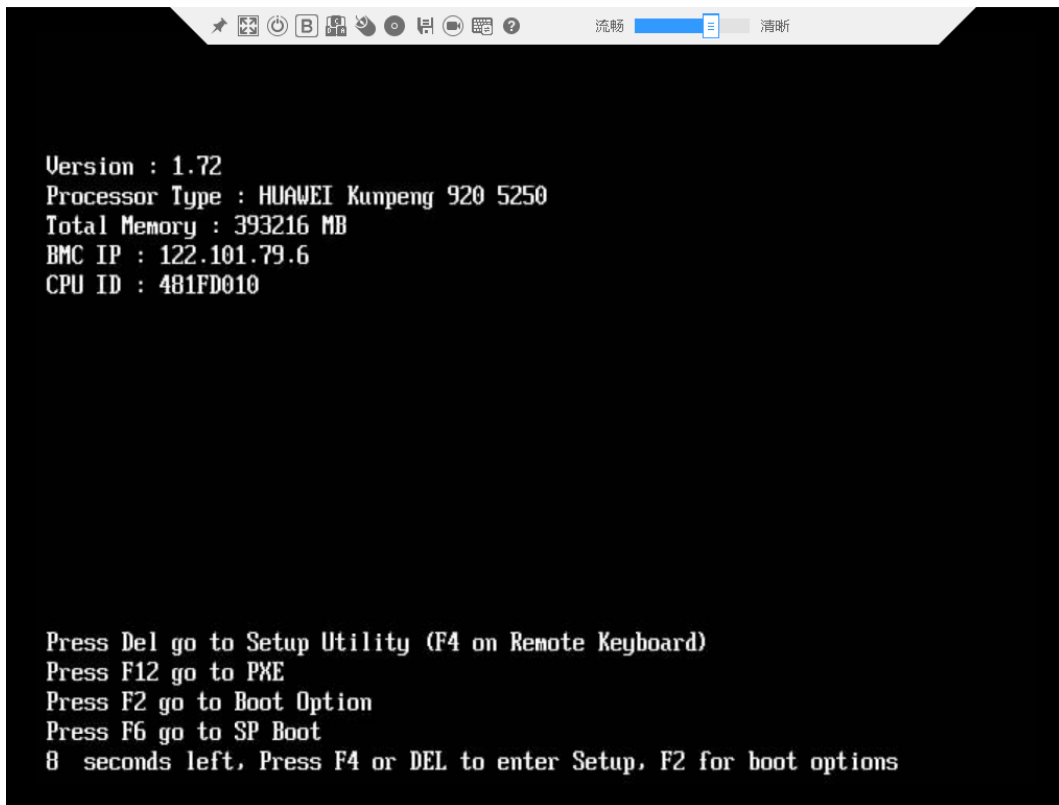 流畅 清晰
Version : 1.72
Processor Type : HUAWEI Kunpeng 920 5250
Total Memory : 393216 MB
BMC IP : 122.101.79.6
CPU ID : 481FD010
Press Del go to Setup Utility (F4 on Remote Keyboard)
Press F12 go to PXE
Press F2 go to Boot Option
Press F6 go to SP Boot
8 seconds left, Press F4 or DEL to enter Setup, F2 for boot options